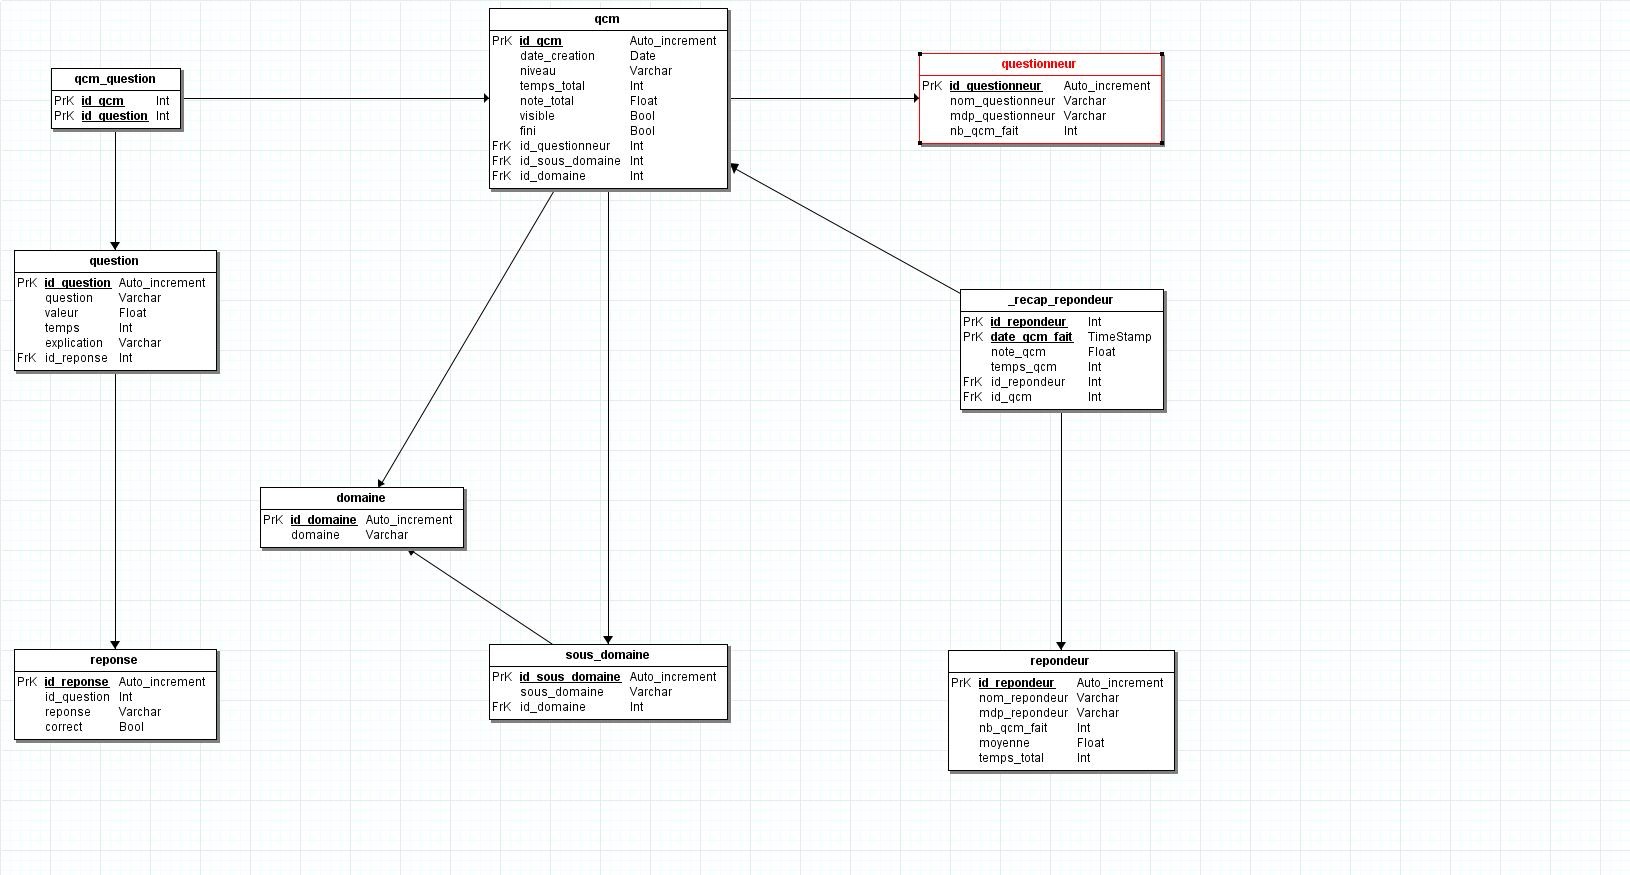 qcm
PrK id_qcm Auto_increment
date_creation Date
niveau Varchar
temps_total Int
note_total Float
visible Bool
fini Bool
FrK id_questionneur Int
FrK id_sous_domaine Int
FrK id_domaine Int
questionneur
PrK id_questionneur Auto_increment
nom_questionneur Varchar
mdp_questionneur Varchar
nb_qcm_fait Int
qcm_question
PrK id_qcm Int
PrK id_question Int
question
PrK id_question Auto_increment
question Varchar
valeur Float
temps Int
explication Varchar
FrK id_reponse Int
_recap_repondeur
PrK id_repondeur Int
PrK date_qcm_fait TimeStamp
note_qcm Float
temps_qcm Int
FrK id_repondeur Int
FrK id_qcm Int
domaine
PrK id_domaine Auto_increment
domaine Varchar
reponse
PrK id_reponse Auto_increment
id_question Int
reponse Varchar
correct Bool
sous_domaine
PrK id_sous_domaine Auto_increment
sous_domaine Varchar
FrK id_domaine Int
repondeur
PrK id_repondeur Auto_increment
nom_repondeur Varchar
mdp_repondeur Varchar
nb_qcm_fait Int
moyenne Float
temps_total Int